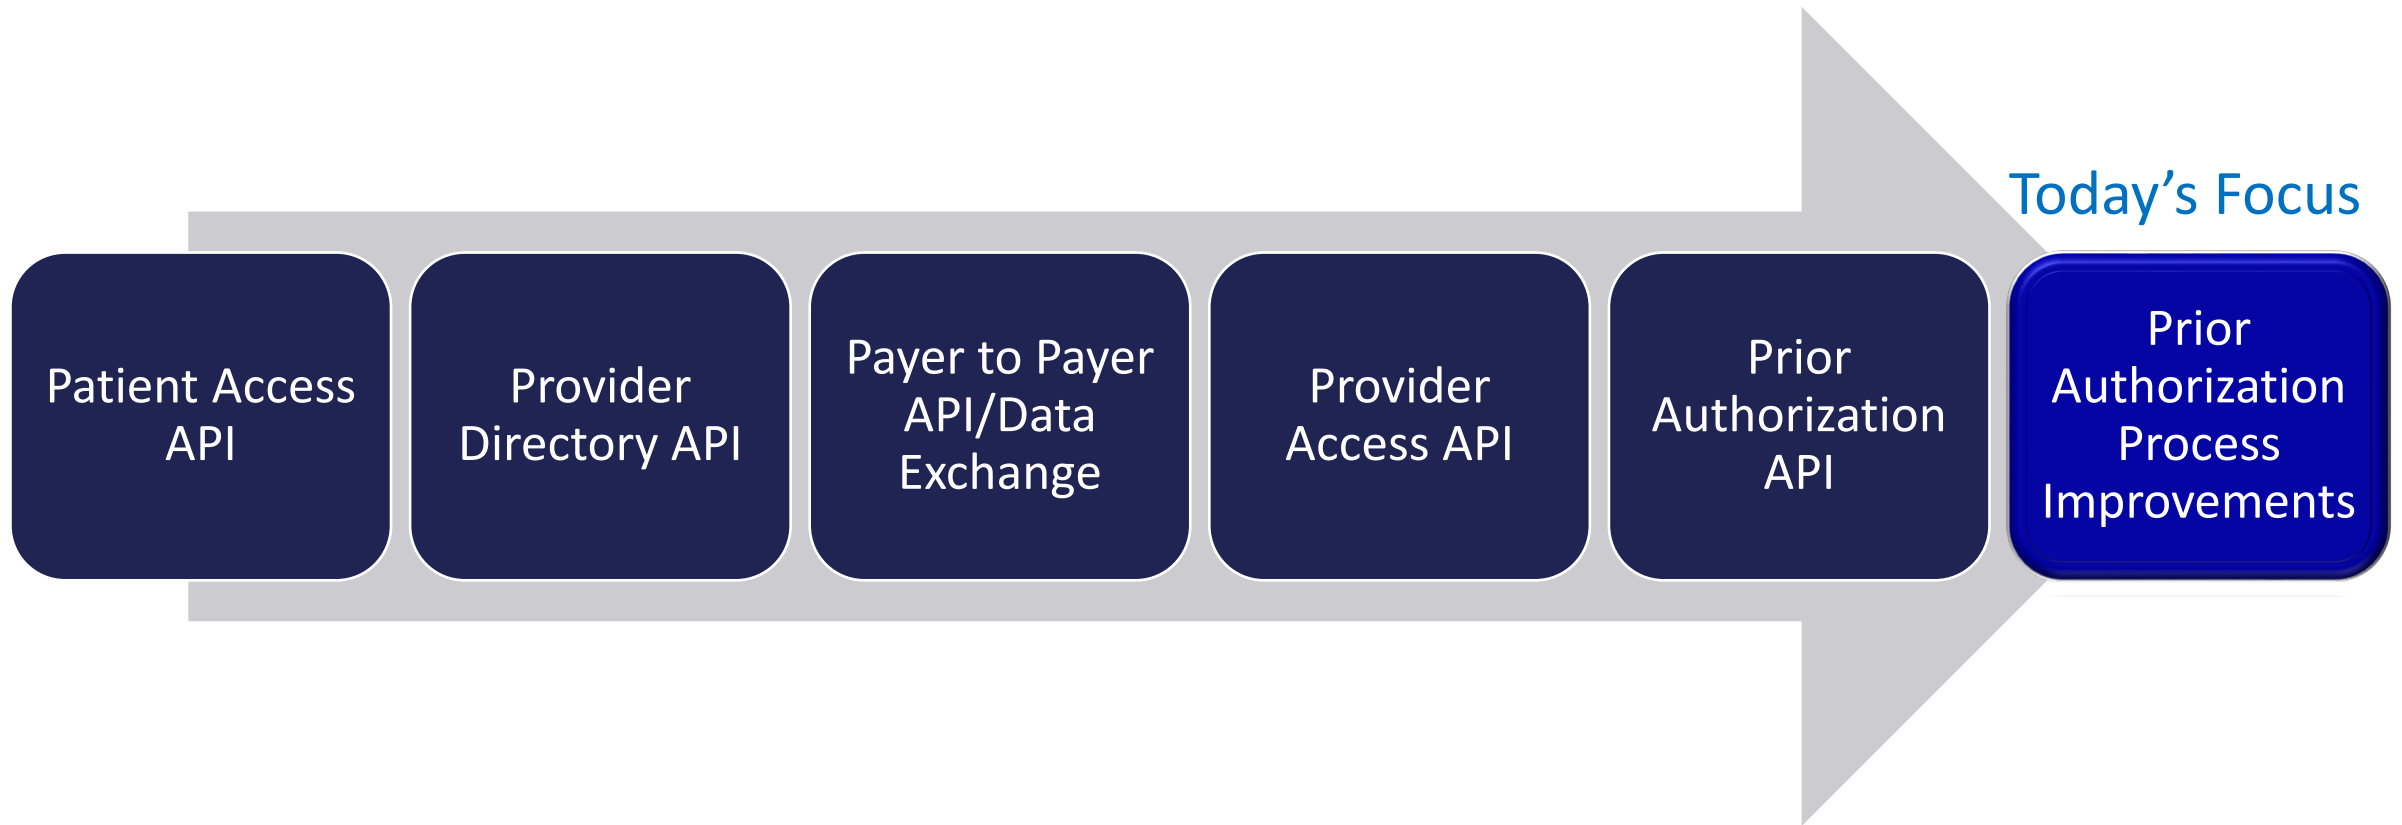 Today’s Focus
Patient Access
API
Provider
Directory API
Payer to Payer
API/Data
Exchange
Provider
Access API
Prior
Authorization
API
Prior
Authorization
Process
Improvements